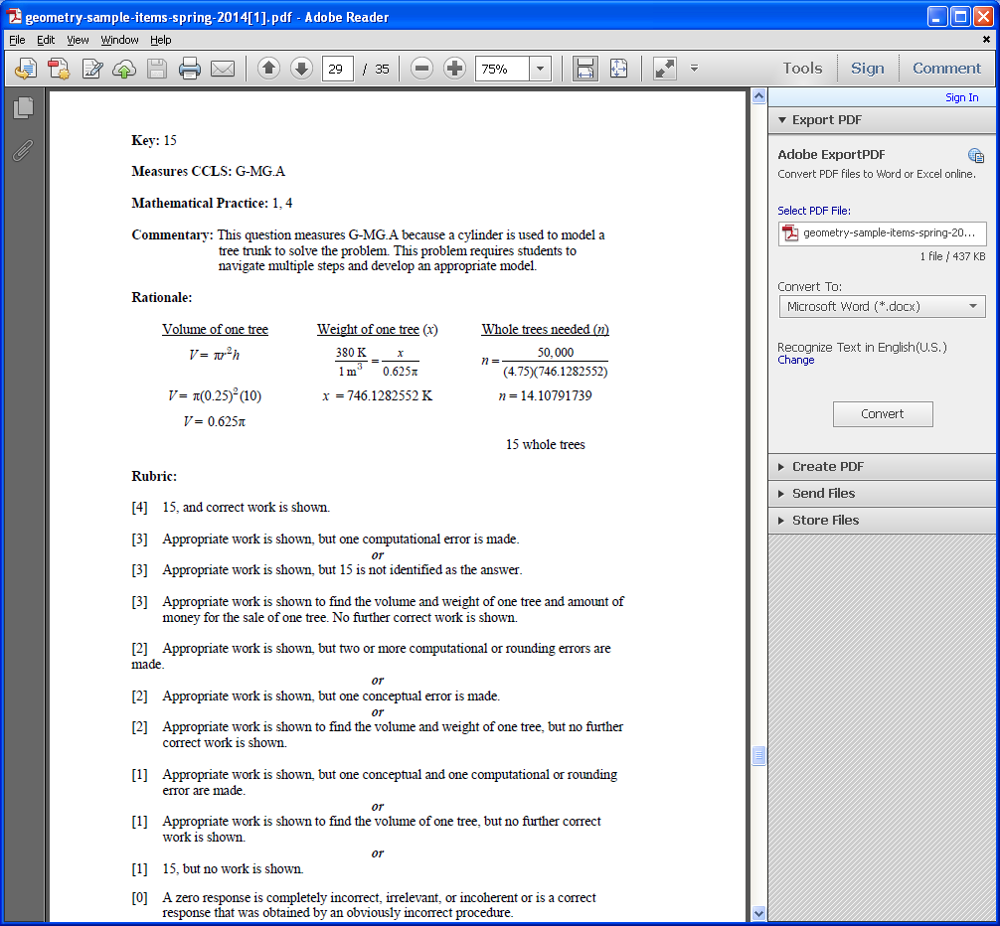 geometry-sample-items-spring-2014[1].pdf - Adobe Reader
File Edit View Window Help
29 / 35 75% Tools Sign Comment
Sign In
Export PDF
Adobe ExportPDF
Convert PDF files to Word or Excel online.
Select PDF File:
geometry-sample-items-spring-20...
1 file / 437 KB
Convert To:
Microsoft Word (*.docx)
Recognize Text in English(U.S.)
Change
Convert
Create PDF
Send Files
Store Files
Key: 15
Measures CCLS: G-MG.A
Mathematical Practice: 1, 4
Commentary: This question measures G-MG.A because a cylinder is used to model a
tree trunk to solve the problem. This problem requires students to
navigate multiple steps and develop an appropriate model.
Rationale:
Volume of one tree Weight of one tree (x) Whole trees needed (n)
V = πr²h 380 K / 1 m³ = x / 0.625π n = 50,000 / (4.75)(746.1282552)
V = π(0.25)²(10) x = 746.1282552 K n = 14.10791739
V = 0.625π
15 whole trees
Rubric:
[4] 15, and correct work is shown.
[3] Appropriate work is shown, but one computational error is made.
or
[3] Appropriate work is shown, but 15 is not identified as the answer.
[3] Appropriate work is shown to find the volume and weight of one tree and amount of
money for the sale of one tree. No further correct work is shown.
[2] Appropriate work is shown, but two or more computational or rounding errors are
made.
or
[2] Appropriate work is shown, but one conceptual error is made.
or
[2] Appropriate work is shown to find the volume and weight of one tree, but no further
correct work is shown.
[1] Appropriate work is shown, but one conceptual and one computational or rounding
error are made.
or
[1] Appropriate work is shown to find the volume of one tree, but no further correct
work is shown.
or
[1] 15, but no work is shown.
[0] A zero response is completely incorrect, irrelevant, or incoherent or is a correct
response that was obtained by an obviously incorrect procedure.